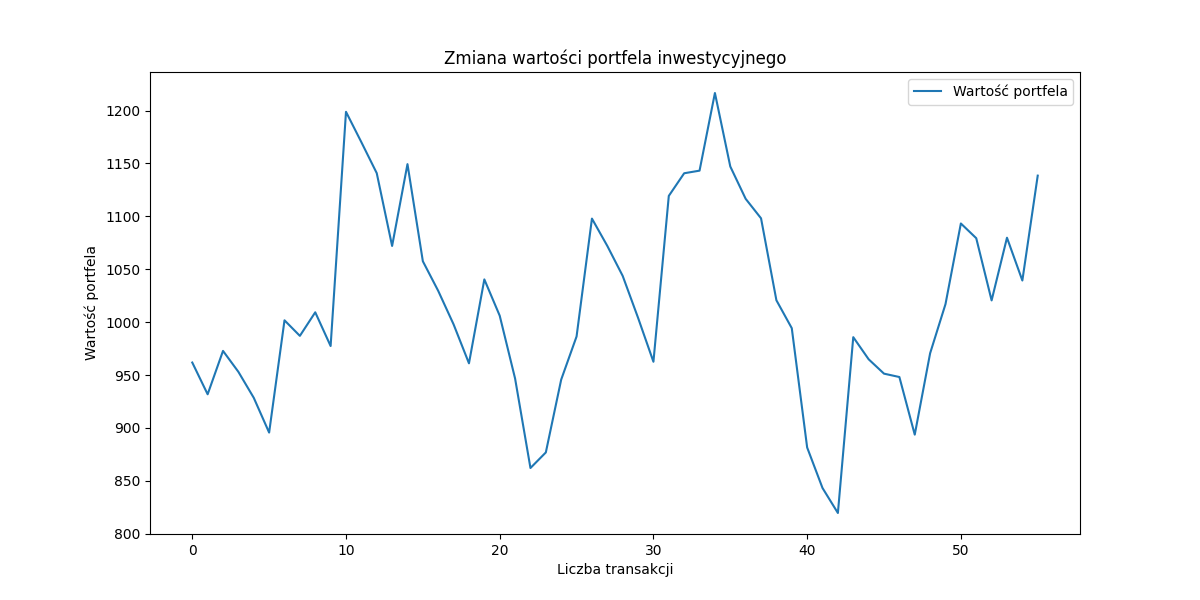 Zmiana wartości portfela inwestycyjnego
Wartość portfela
1200
1150
1100
1050
1000
950
900
850
800
Wartość portfela
0 10 20 30 40 50
Liczba transakcji